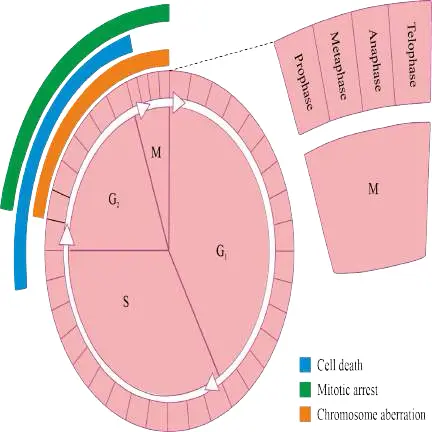 Prophase
Metaphase
Anaphase
Telophase
M
M
G₂
G₁
S
Cell death
Mitotic arrest
Chromosome aberration